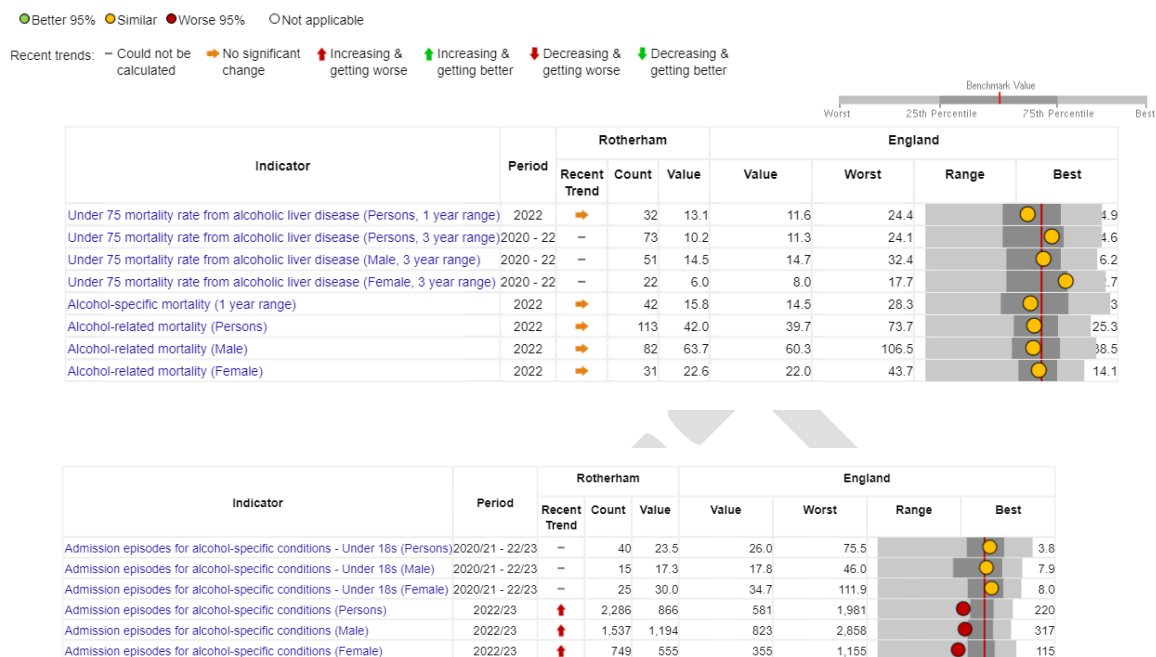 Better 95% Similar Worse 95% Not applicable
Recent trends: – Could not be calculated No significant change Increasing & getting worse Increasing & getting better Decreasing & getting worse Decreasing & getting better
Benchmark Value
Worst 25th Percentile 75th Percentile Best
Rotherham England
Indicator Period Recent Trend Count Value Value Worst Range Best
Under 75 mortality rate from alcoholic liver disease (Persons, 1 year range) 2022 32 13.1 11.6 24.4 4.9
Under 75 mortality rate from alcoholic liver disease (Persons, 3 year range) 2020 - 22 – 73 10.2 11.3 24.1 4.6
Under 75 mortality rate from alcoholic liver disease (Male, 3 year range) 2020 - 22 – 51 14.5 14.7 32.4 6.2
Under 75 mortality rate from alcoholic liver disease (Female, 3 year range) 2020 - 22 – 22 6.0 8.0 17.7 .7
Alcohol-specific mortality (1 year range) 2022 42 15.8 14.5 28.3 3
Alcohol-related mortality (Persons) 2022 113 42.0 39.7 73.7 25.3
Alcohol-related mortality (Male) 2022 82 63.7 60.3 106.5 38.5
Alcohol-related mortality (Female) 2022 31 22.6 22.0 43.7 14.1
Rotherham England
Indicator Period Recent Trend Count Value Value Worst Range Best
Admission episodes for alcohol-specific conditions - Under 18s (Persons) 2020/21 - 22/23 – 40 23.5 26.0 75.5 3.8
Admission episodes for alcohol-specific conditions - Under 18s (Male) 2020/21 - 22/23 – 15 17.3 17.8 46.0 7.9
Admission episodes for alcohol-specific conditions - Under 18s (Female) 2020/21 - 22/23 – 25 30.0 34.7 111.9 8.0
Admission episodes for alcohol-specific conditions (Persons) 2022/23 2,286 866 581 1,981 220
Admission episodes for alcohol-specific conditions (Male) 2022/23 1,537 1,194 823 2,858 317
Admission episodes for alcohol-specific conditions (Female) 2022/23 749 555 355 1,155 115